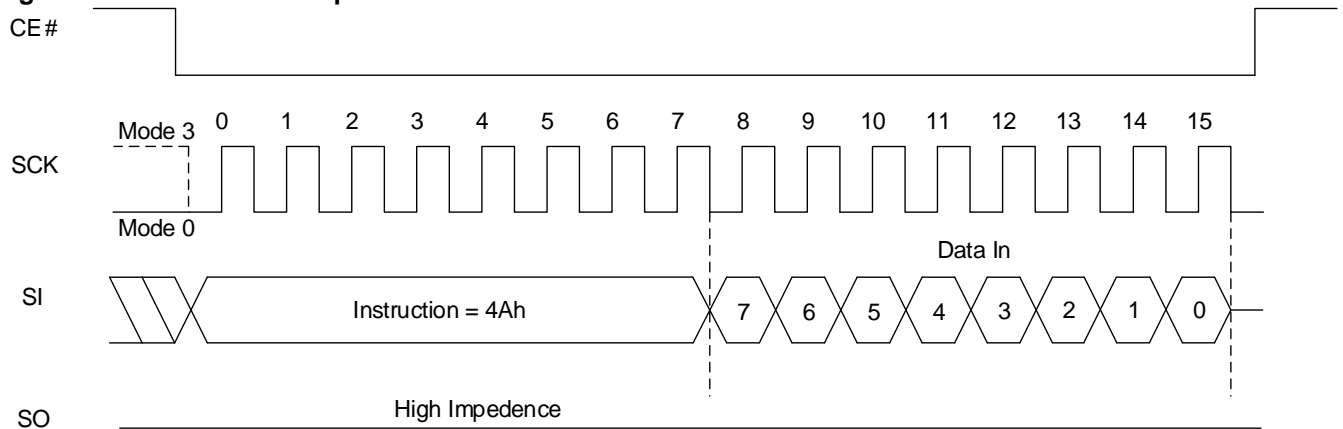 CE#
Mode 3 0 1 2 3 4 5 6 7 8 9 10 11 12 13 14 15
SCK
Mode 0
Data In
SI Instruction = 4Ah 7 6 5 4 3 2 1 0
High Impedence
SO